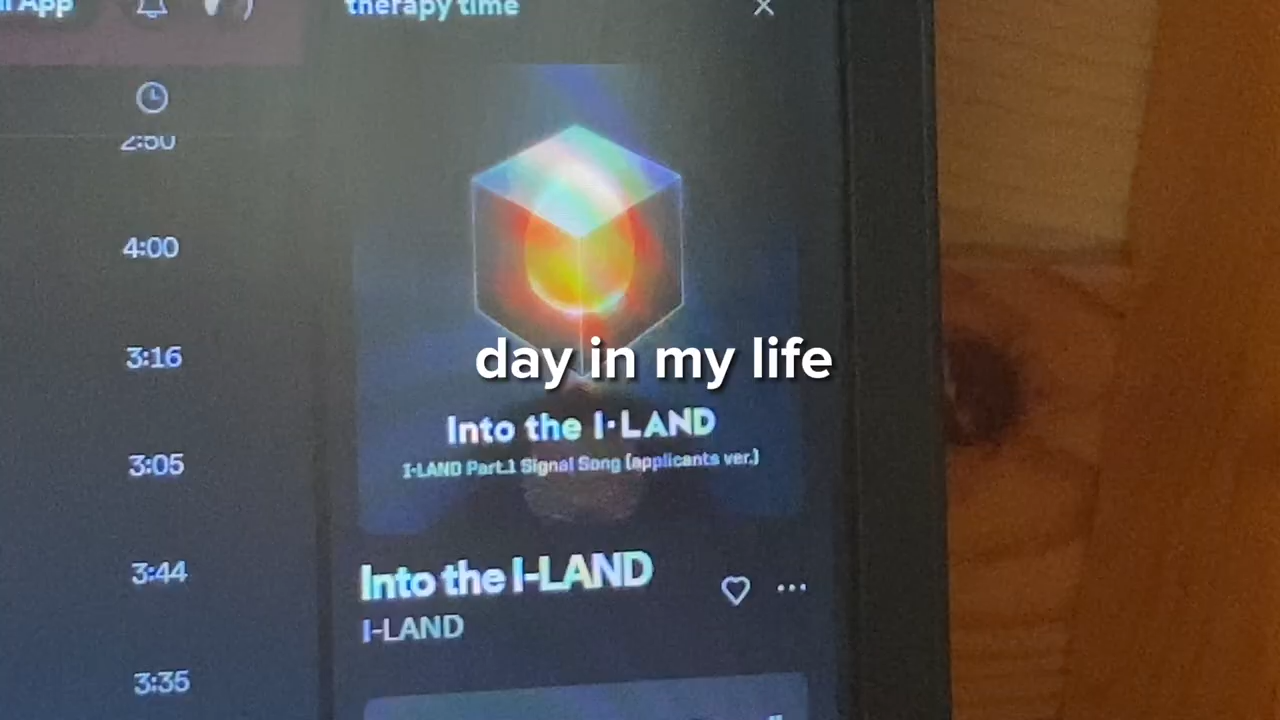 App
therapy time
2:50
4:00
3:16
3:05
3:44
3:35
day in my life
Into the I·LAND
I-LAND Part.1 Signal Song (applicants ver.)
Into the I-LAND
I-LAND